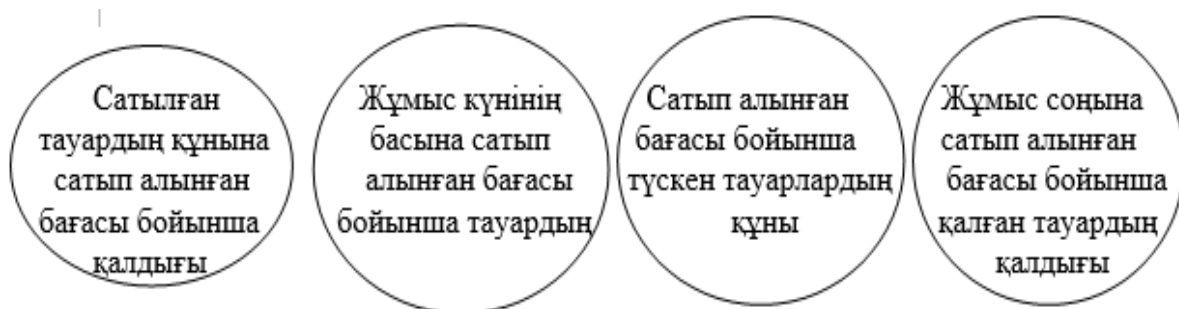 Сатылған
тауардың құнына
сатып алынған
бағасы бойынша
қалдығы
Жұмыс күнінің
басына сатып
алынған бағасы
бойынша тауардың
Сатып алынған
бағасы бойынша
түскен тауарлардың
құны
Жұмыс соңына
сатып алынған
бағасы бойынша
қалған тауардың
қалдығы